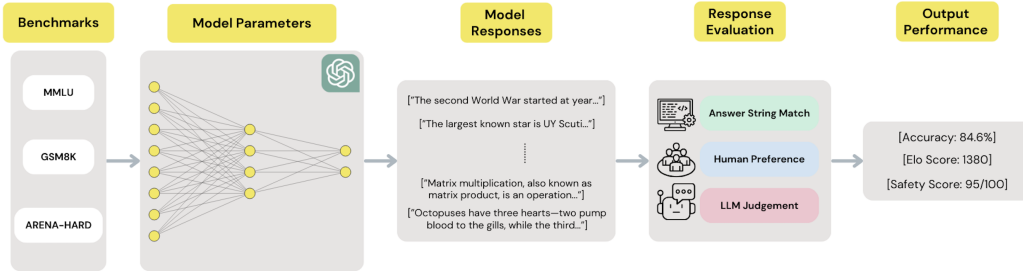 Benchmarks
Model Parameters
Model
Responses
Response
Evaluation
Output
Performance
MMLU
GSM8K
ARENA-HARD
["The second World War started at year..."]
["The largest known star is UY Scuti..."]
["Matrix multiplication, also known as
matrix product, is an operation..."]
["Octopuses have three hearts—two pump
blood to the gills, while the third..."]
Answer String Match
Human Preference
LLM Judgement
[Accuracy: 84.6%]
[Elo Score: 1380]
[Safety Score: 95/100]